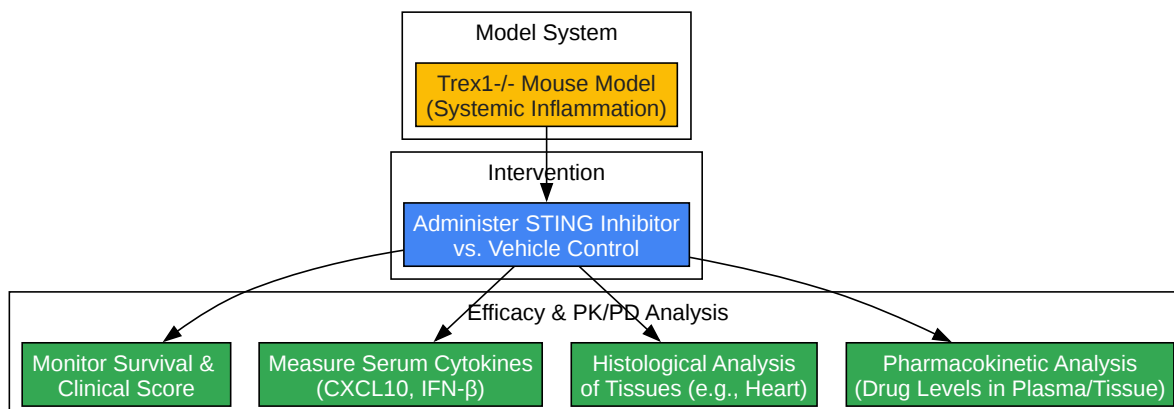 Model System
Trex1-/- Mouse Model
(Systemic Inflammation)
Intervention
Administer STING Inhibitor
vs. Vehicle Control
Efficacy & PK/PD Analysis
Monitor Survival &
Clinical Score
Measure Serum Cytokines
(CXCL10, IFN-β)
Histological Analysis
of Tissues (e.g., Heart)
Pharmacokinetic Analysis
(Drug Levels in Plasma/Tissue)